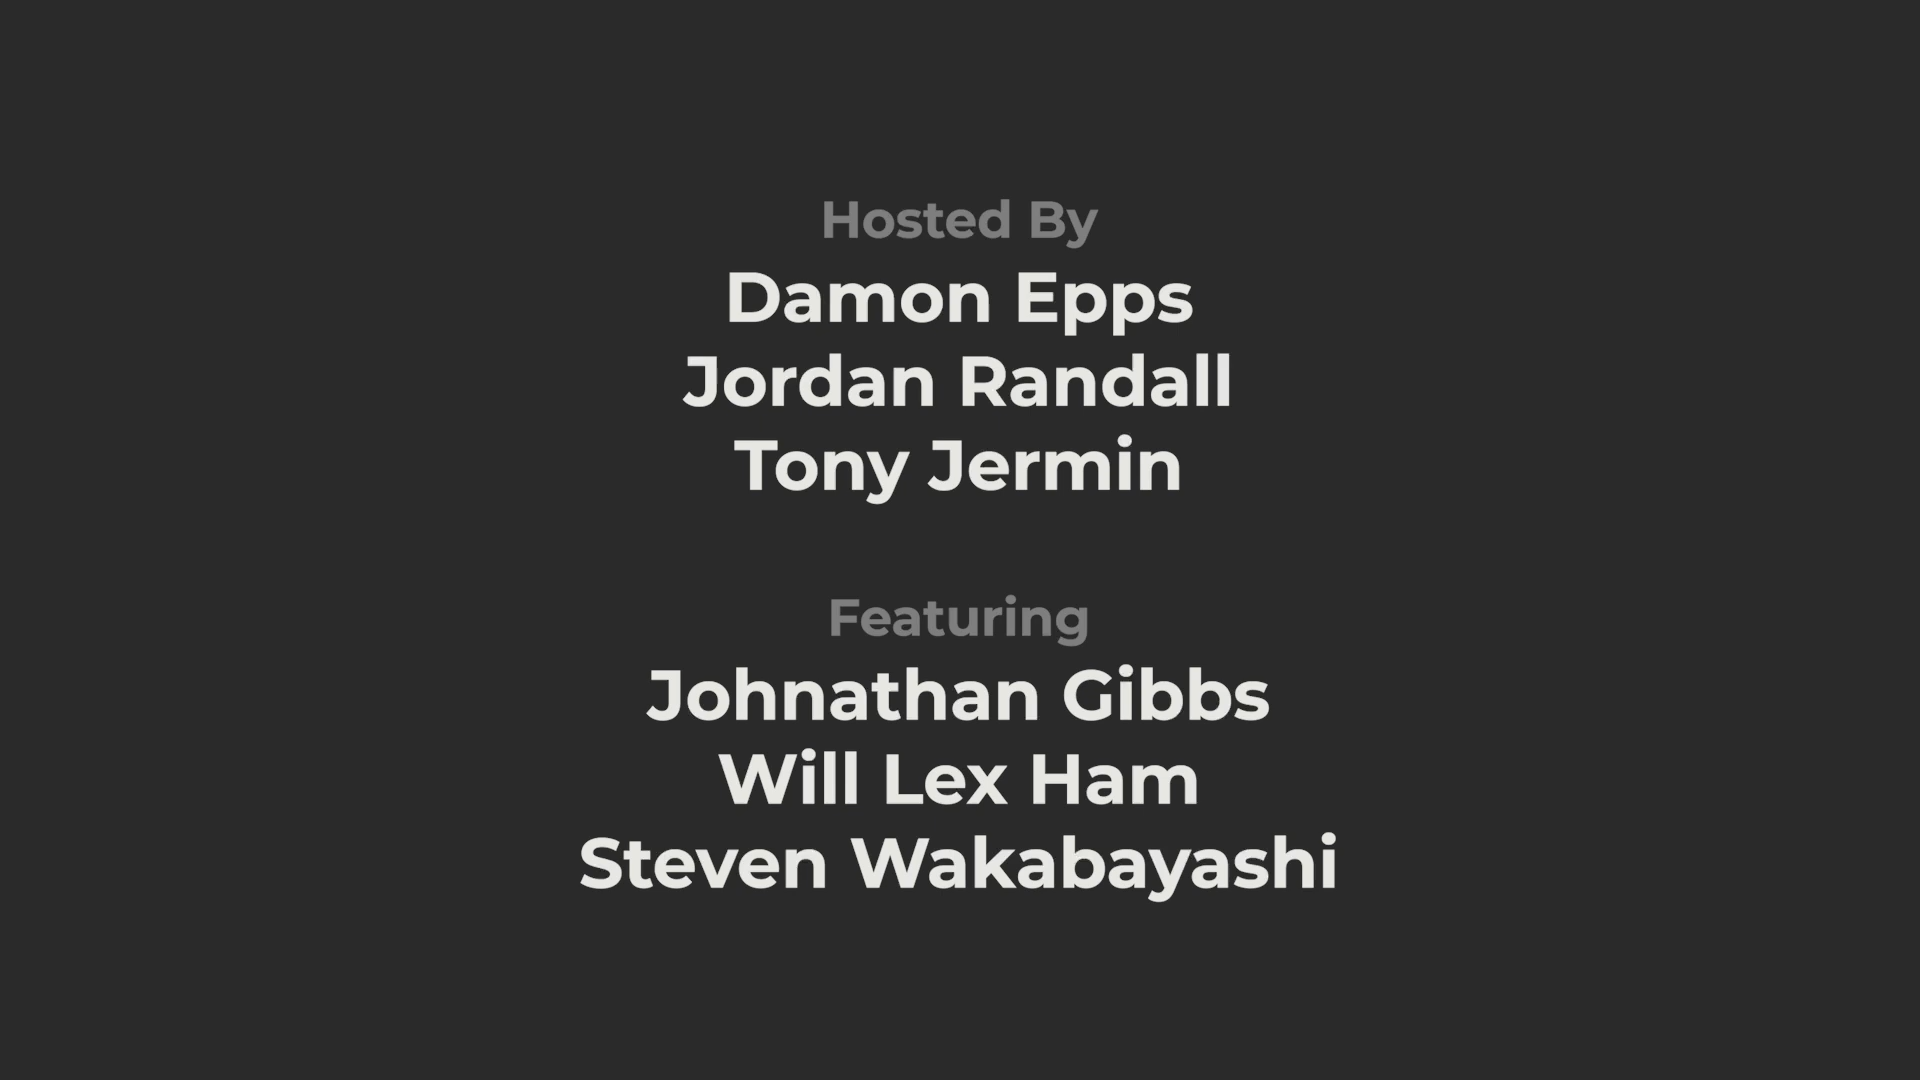 Hosted By
Damon Epps
Jordan Randall
Tony Jermin
Featuring
Johnathan Gibbs
Will Lex Ham
Steven Wakabayashi